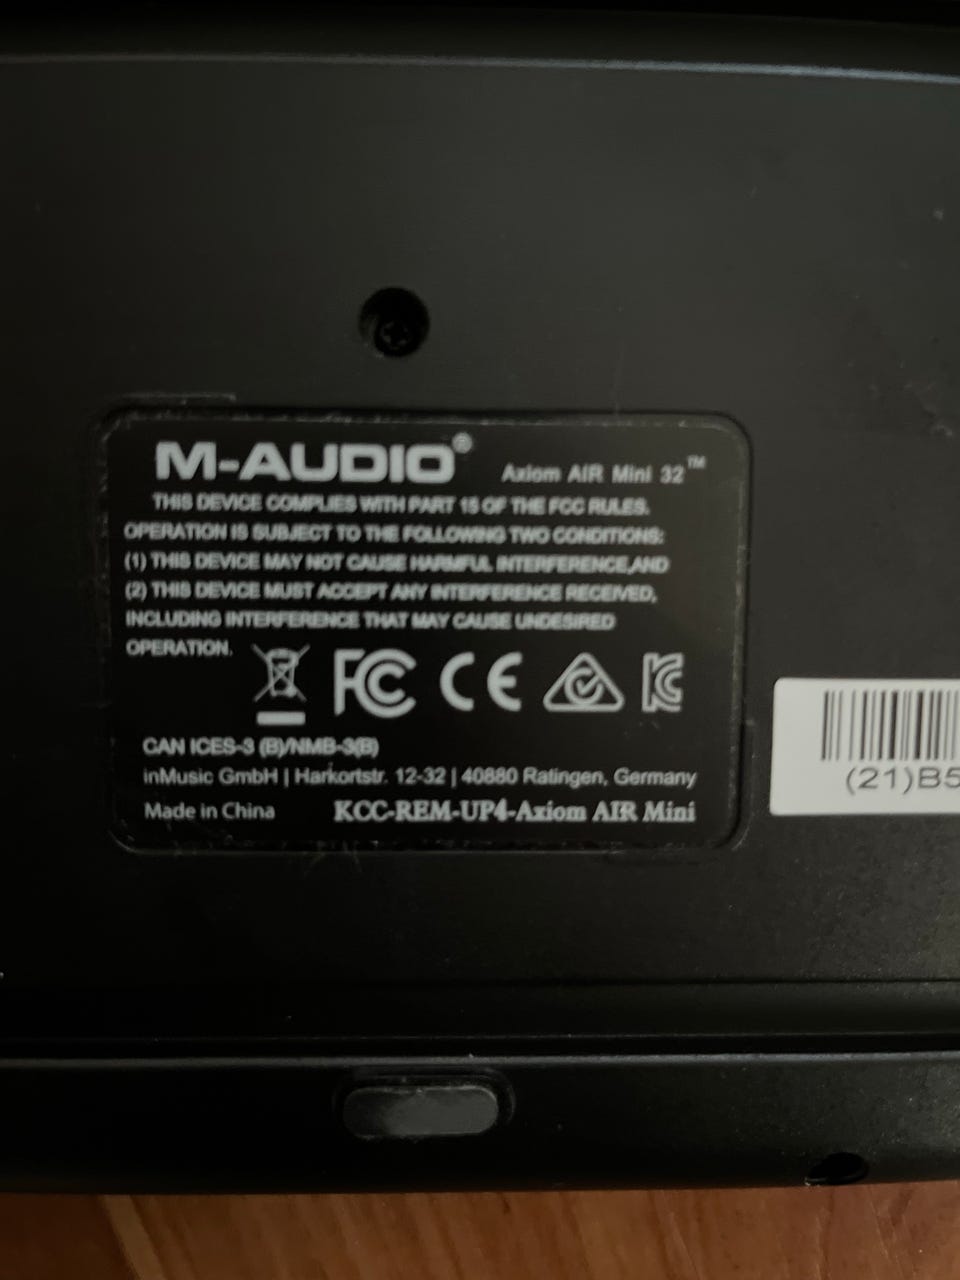 M-AUDIO® Axiom AIR Mini 32™
THIS DEVICE COMPLIES WITH PART 15 OF THE FCC RULES.
OPERATION IS SUBJECT TO THE FOLLOWING TWO CONDITIONS:
(1) THIS DEVICE MAY NOT CAUSE HARMFUL INTERFERENCE,AND
(2) THIS DEVICE MUST ACCEPT ANY INTERFERENCE RECEIVED,
INCLUDING INTERFERENCE THAT MAY CAUSE UNDESIRED
OPERATION.
FC CE
CAN ICES-3 (B)/NMB-3(B)
inMusic GmbH | Harkortstr. 12-32 | 40880 Ratingen, Germany
Made in China KCC-REM-UP4-Axiom AIR Mini
(21)B5